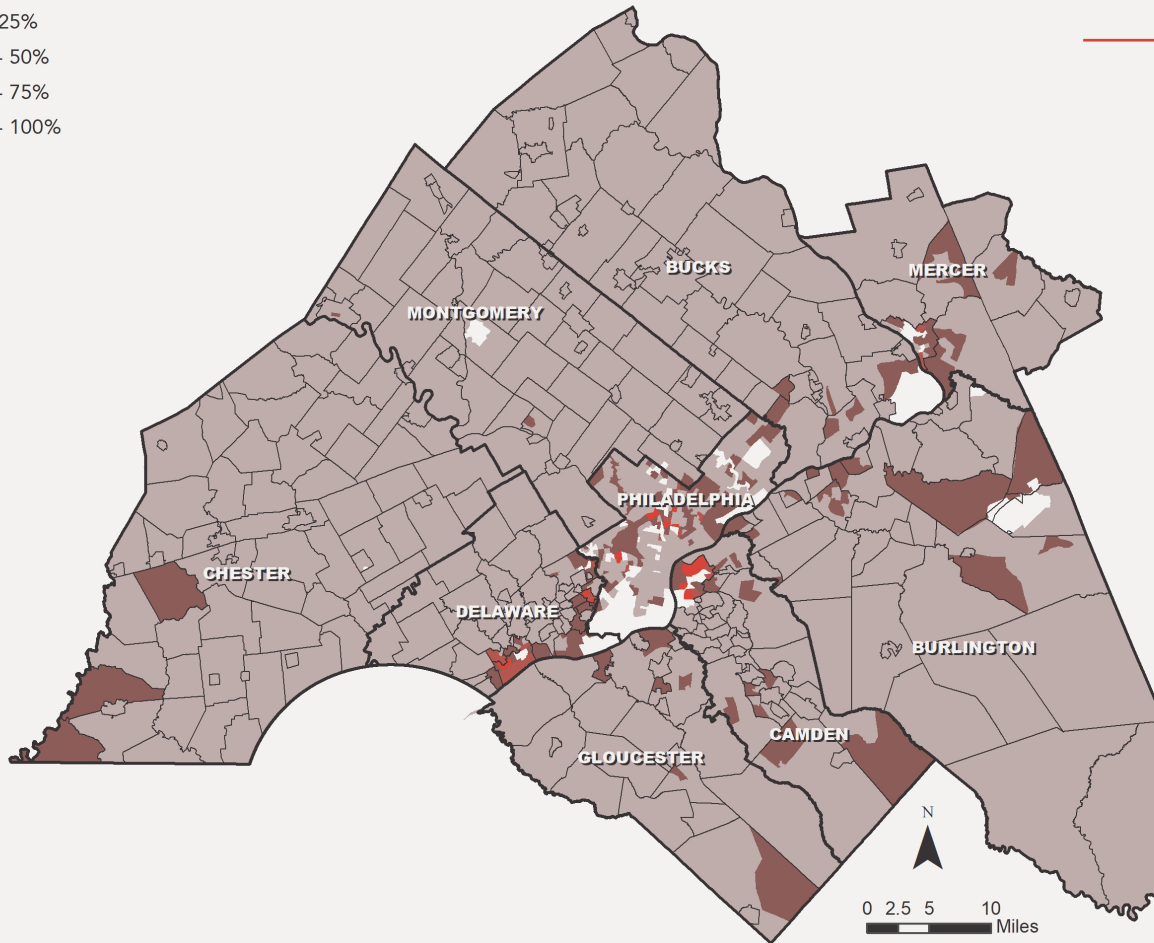 25%
- 50%
- 75%
- 100%
BUCKS
MERCER
MONTGOMERY
PHILADELPHIA
CHESTER
DELAWARE
BURLINGTON
CAMDEN
GLOUCESTER
N
0 2.5 5 10
Miles